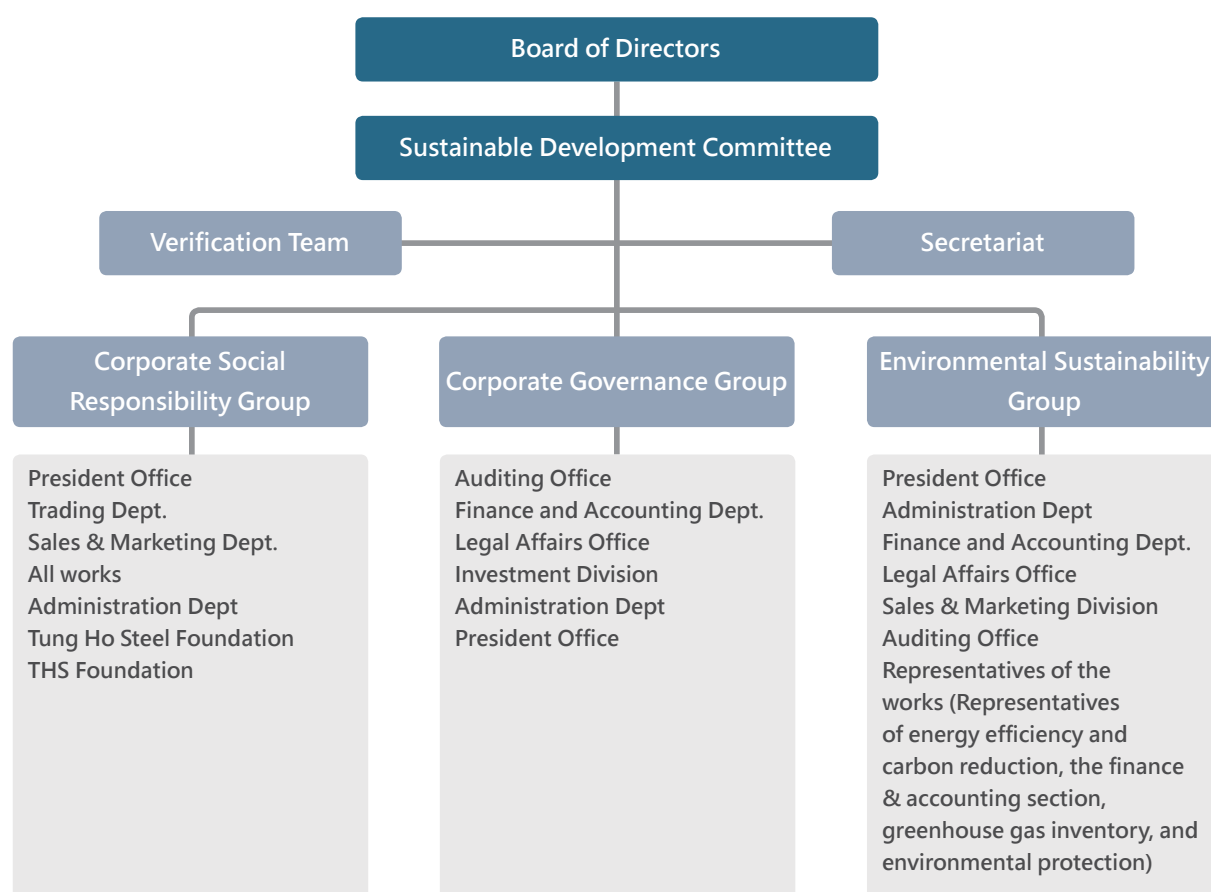 Board of Directors
Sustainable Development Committee
Verification Team
Secretariat
Corporate Social
Responsibility Group
Corporate Governance Group
Environmental Sustainability
Group
President Office
Trading Dept.
Sales & Marketing Dept.
All works
Administration Dept
Tung Ho Steel Foundation
THS Foundation
Auditing Office
Finance and Accounting Dept.
Legal Affairs Office
Investment Division
Administration Dept
President Office
President Office
Administration Dept
Finance and Accounting Dept.
Legal Affairs Office
Sales & Marketing Division
Auditing Office
Representatives of the
works (Representatives
of energy efficiency and
carbon reduction, the finance
& accounting section,
greenhouse gas inventory, and
environmental protection)